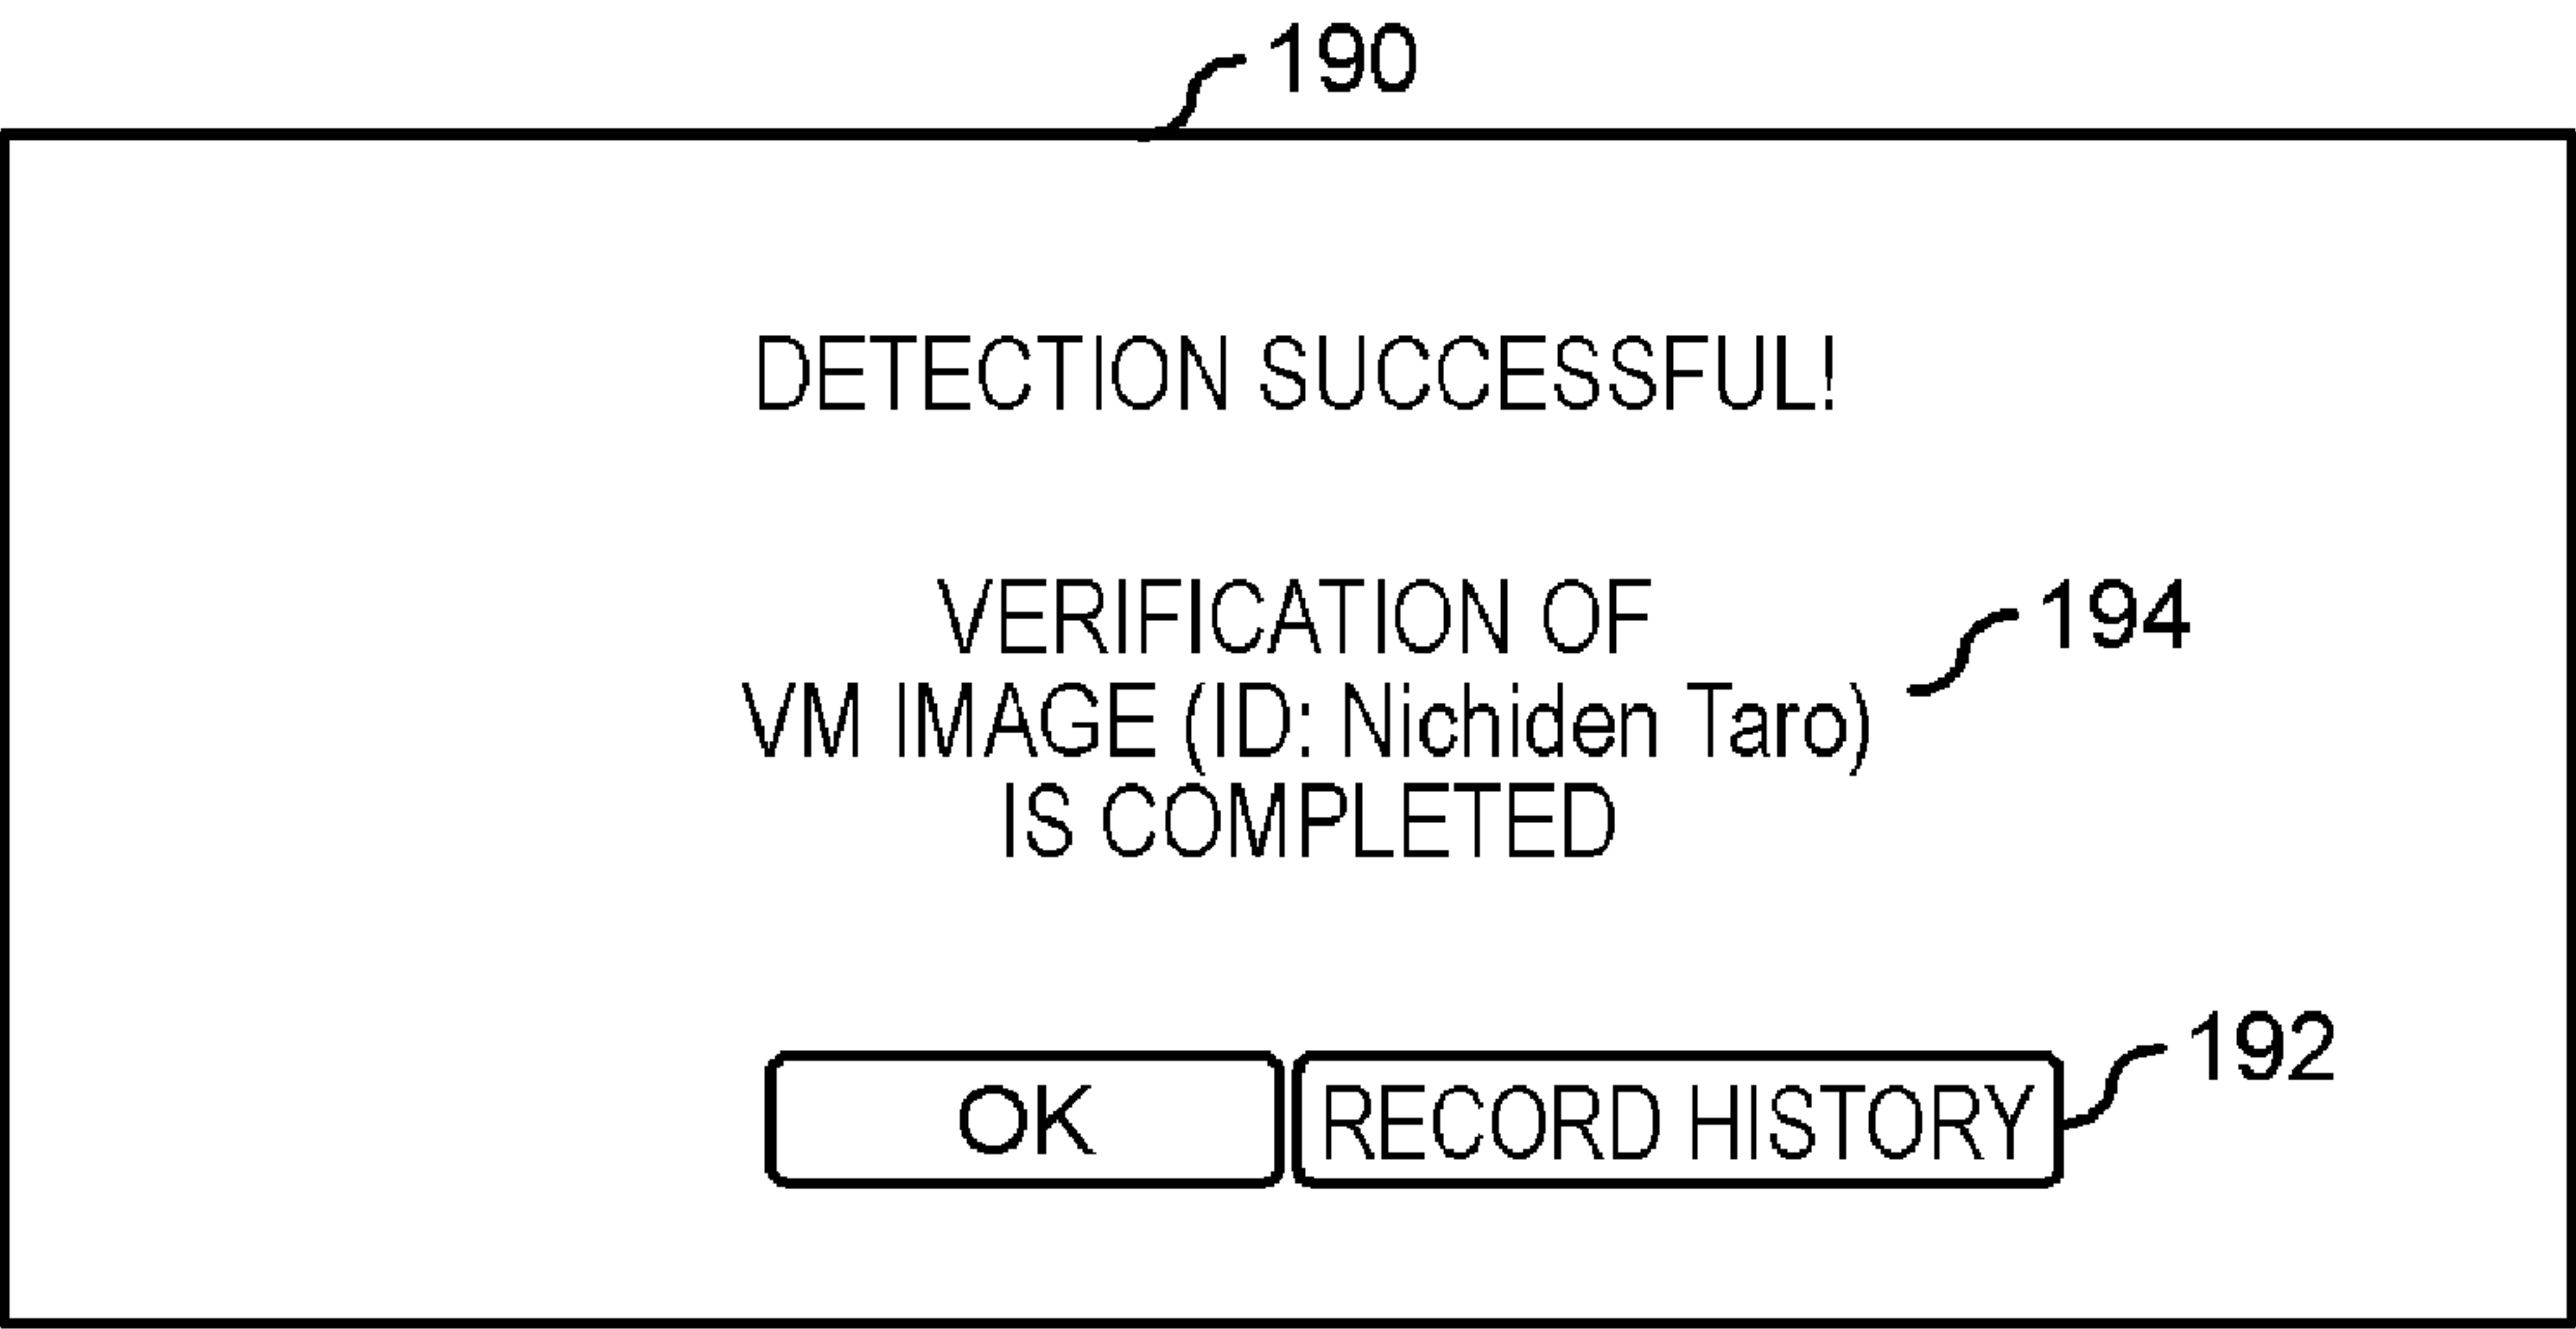 190
DETECTION SUCCESSFUL!
VERIFICATION OF
194
VM IMAGE (ID: Nichiden Taro)
IS COMPLETED
192
OK
RECORD HISTORY